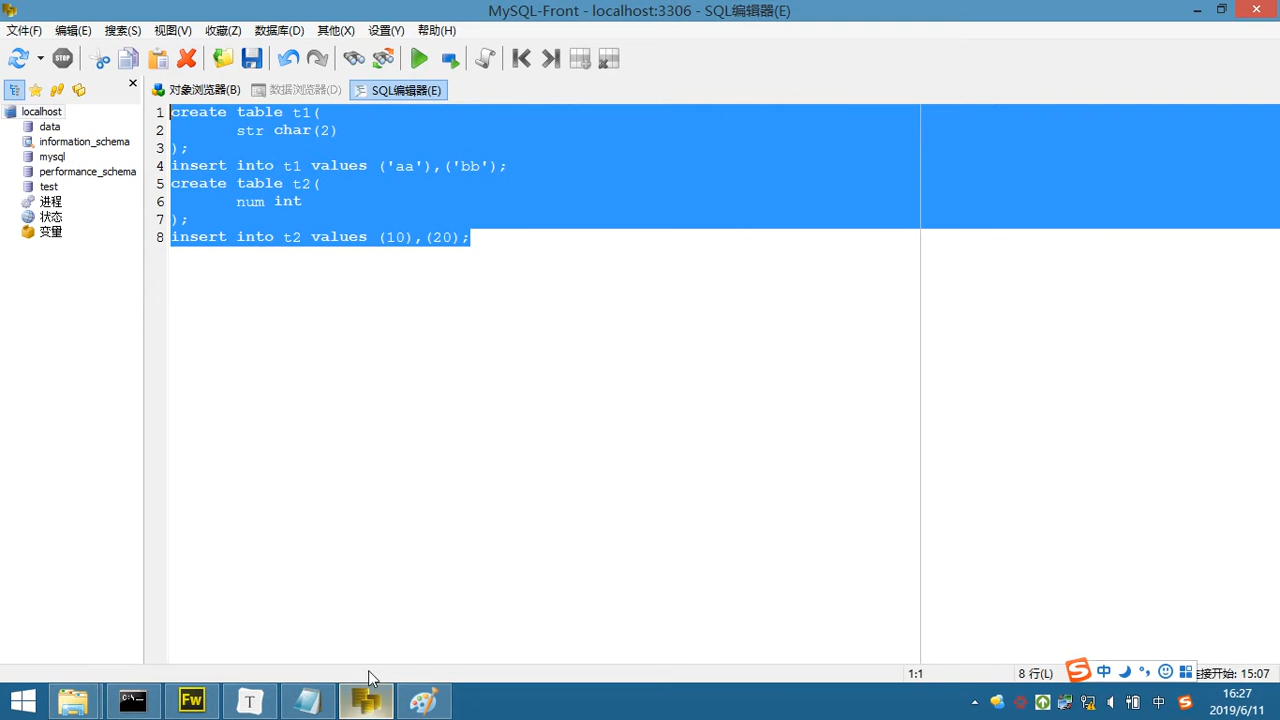 MySQL-Front - localhost:3306 - SQL编辑器(E)
文件(F) 编辑(E) 搜索(S) 视图(V) 收藏(Z) 数据库(D) 其他(X) 设置(Y) 帮助(H)
STOP
对象浏览器(B) 数据浏览器(D) SQL编辑器(E)
localhost
data
information_schema
mysql
performance_schema
test
进程
状态
变量
1 create table t1(
2 str char(2)
3 );
4 insert into t1 values ('aa'),('bb');
5 create table t2(
6 num int
7 );
8 insert into t2 values (10),(20);
1:1 8 行(L) 中 接开始: 15:07
Fw T 中 16:27
2019/6/11